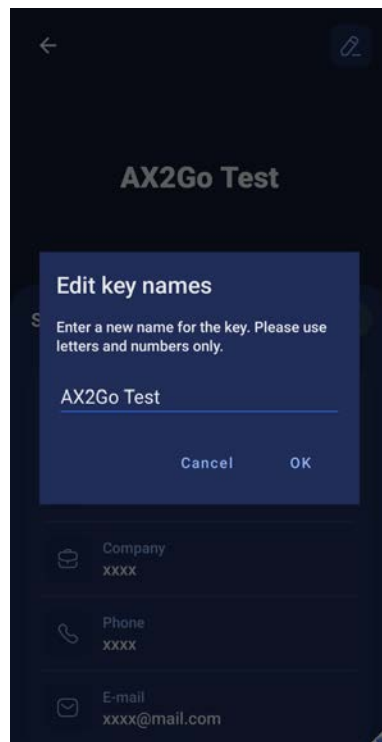 AX2Go Test
S
Edit key names
Enter a new name for the key. Please use
letters and numbers only.
AX2Go Test
Cancel OK
Company
xxxx
Phone
xxxx
E-mail
xxxx@mail.com